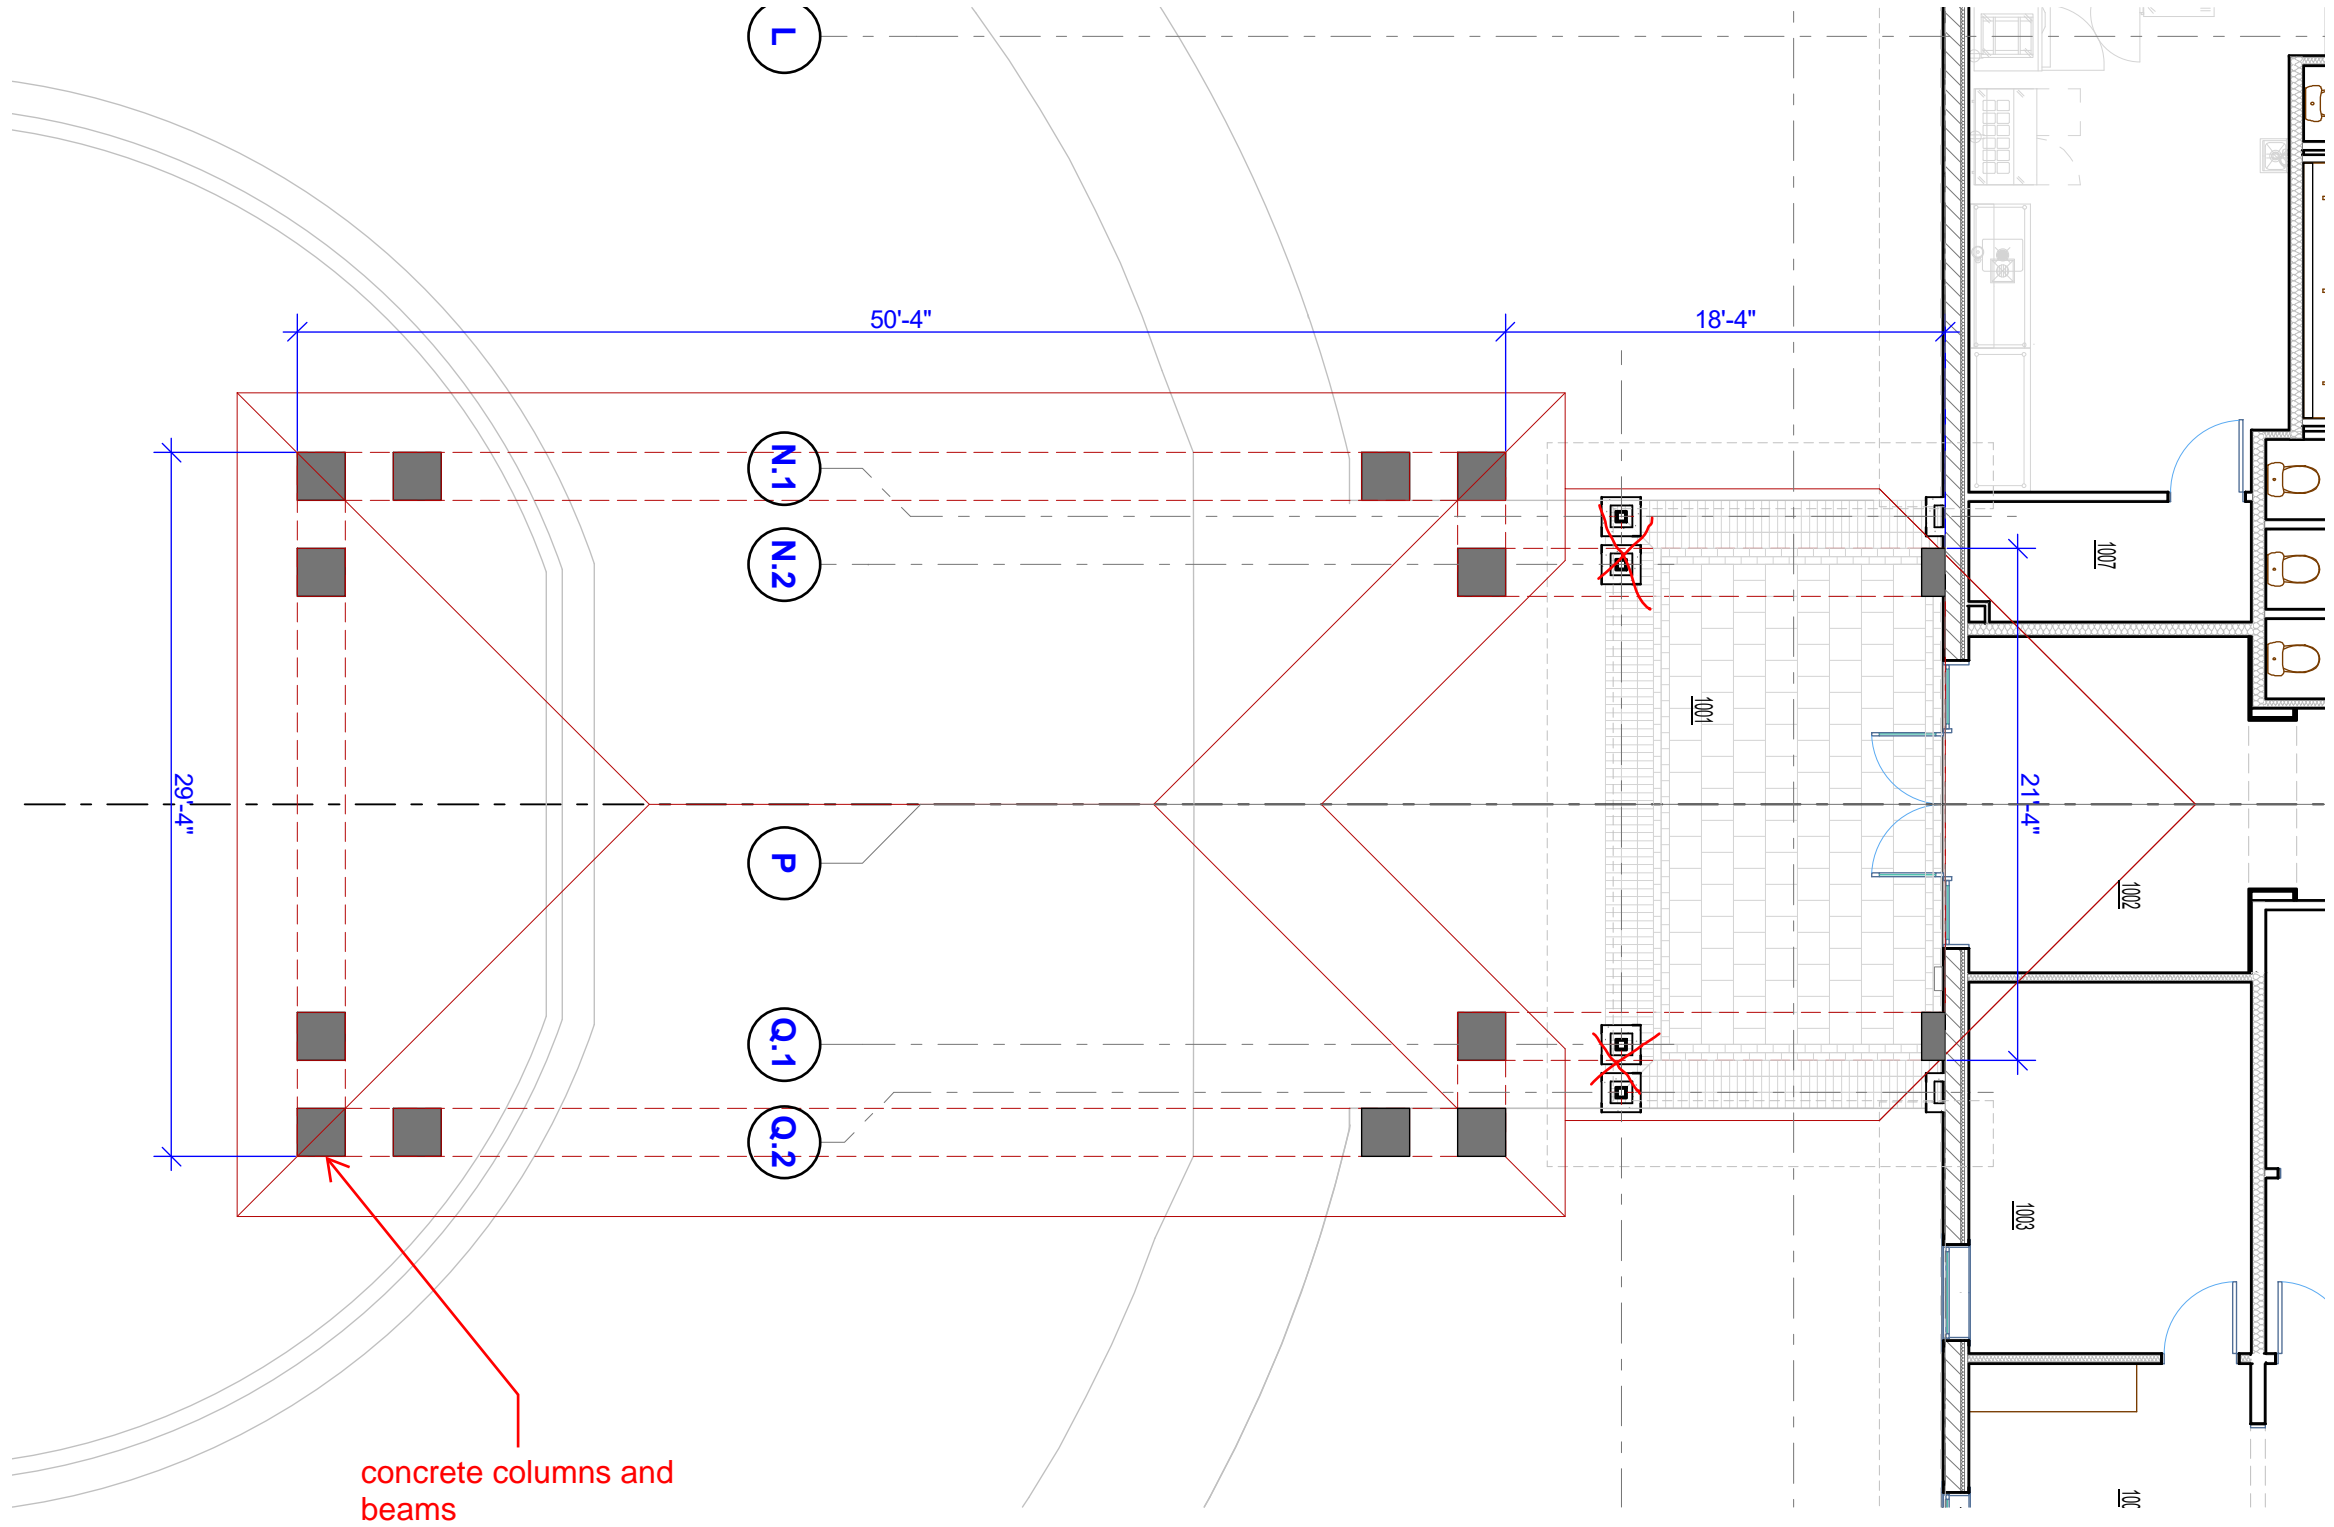 L
50'-4"
18'-4"
N.1
N.2
1007
1001
29'-4"
21'-4"
P
1002
Q.1
Q.2
1003
concrete columns and
beams